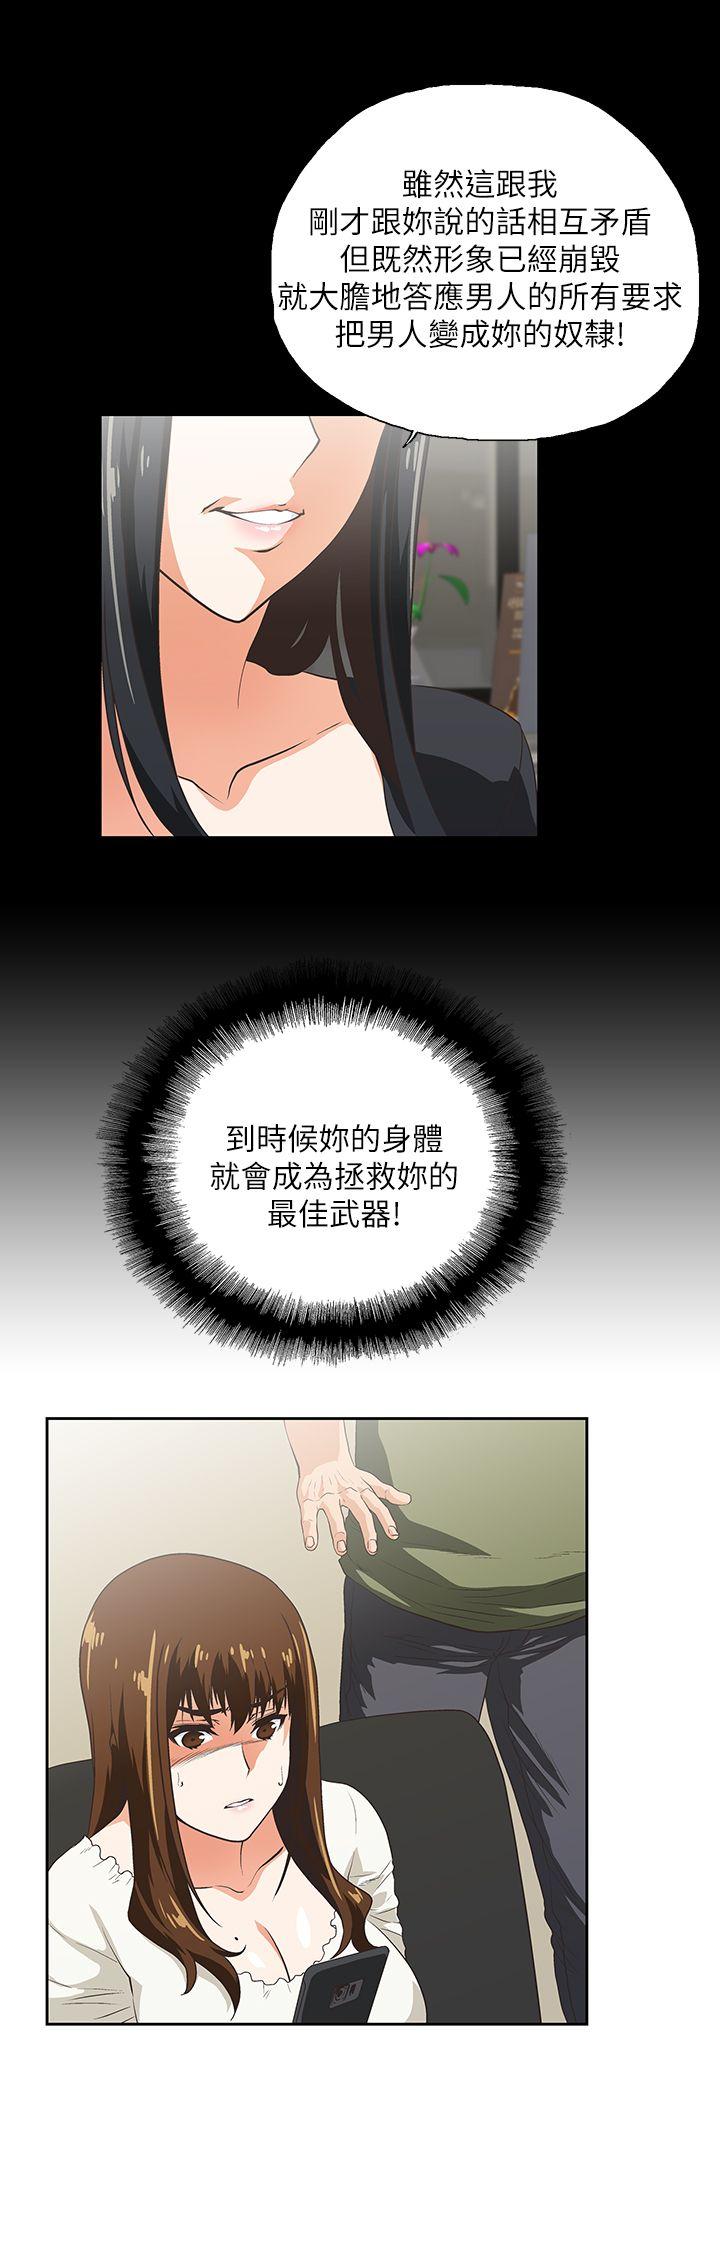 雖然這跟我
剛才跟妳說的話相互矛盾
但既然形象已經崩毀
就大膽地答應男人的所有要求
把男人變成妳的奴隸!
到時候妳的身體
就會成為拯救妳的
最佳武器!